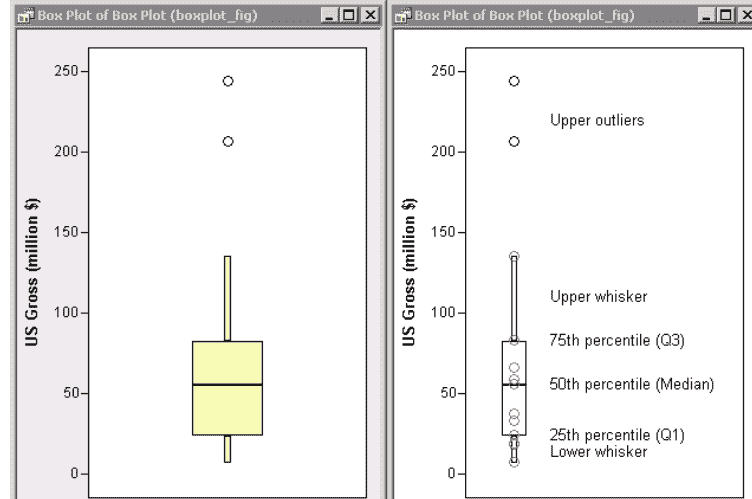 Box Plot of Box Plot (boxplot_fig)
250
200
150
100
50
0
US Gross (million $)
Box Plot of Box Plot (boxplot_fig)
250
200
150
100
50
0
US Gross (million $)
Upper outliers
Upper whisker
75th percentile (Q3)
50th percentile (Median)
25th percentile (Q1)
Lower whisker